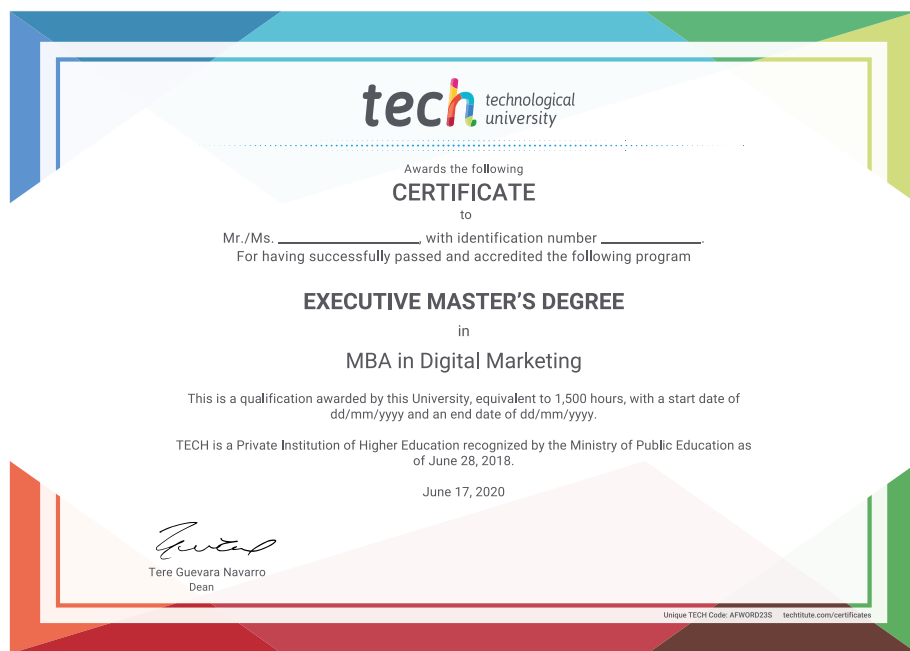 tech technological
university
Awards the following
CERTIFICATE
to
Mr./Ms. ____________________, with identification number ______________.
For having successfully passed and accredited the following program
EXECUTIVE MASTER'S DEGREE
in
MBA in Digital Marketing
This is a qualification awarded by this University, equivalent to 1,500 hours, with a start date of
dd/mm/yyyy and an end date of dd/mm/yyyy.
TECH is a Private Institution of Higher Education recognized by the Ministry of Public Education as
of June 28, 2018.
June 17, 2020
Tere Guevara Navarro
Dean
Unique TECH Code: AFWORD23S techtitute.com/certificates